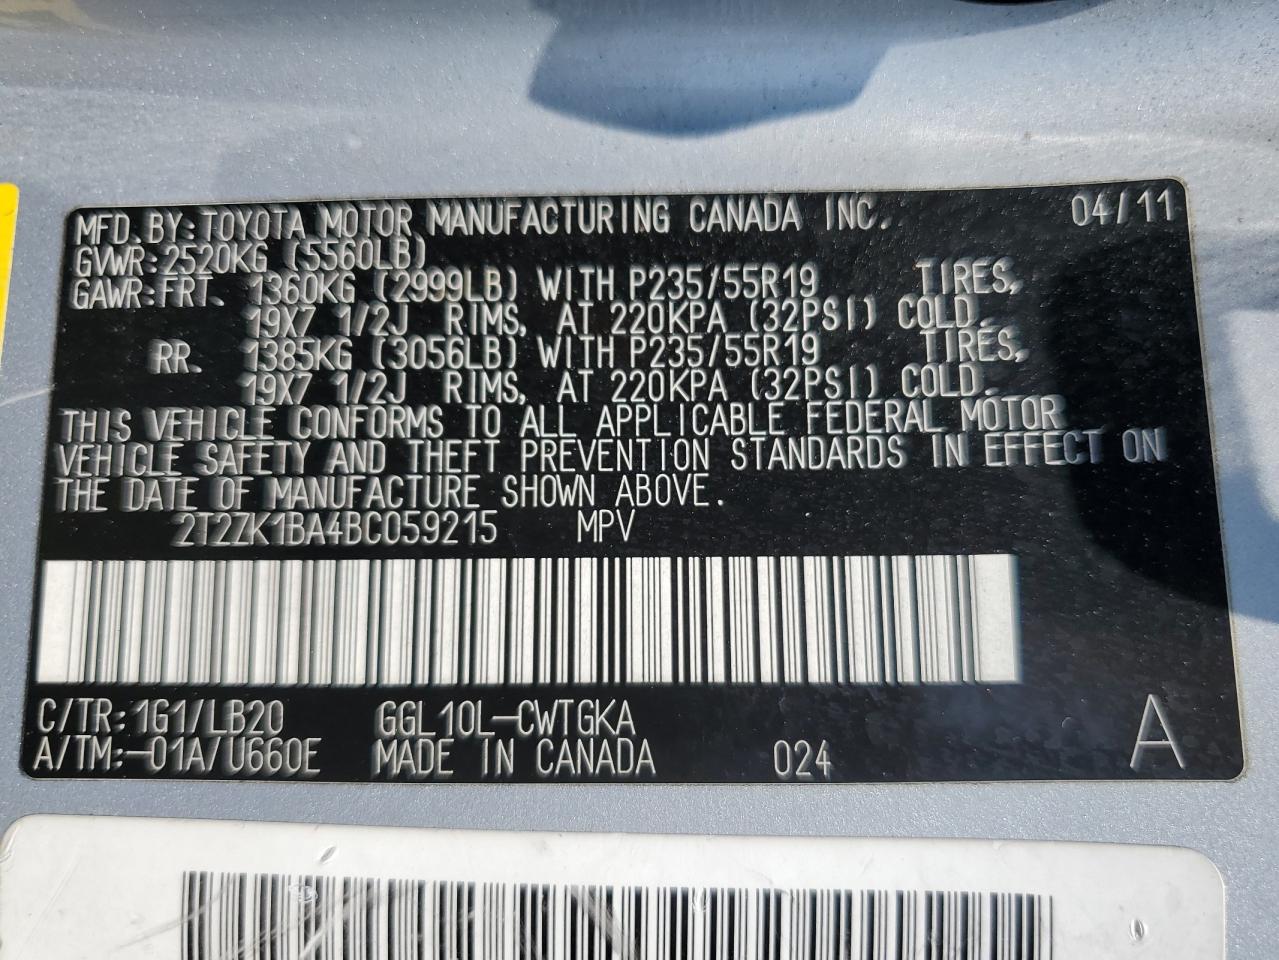 MFD. BY: TOYOTA MOTOR MANUFACTURING CANADA INC. 04/11
GVWR: 2520KG (5560LB)
GAWR: FRT. 1360KG (2999LB) WITH P235/55R19 TIRES,
19X7 1/2J RIMS, AT 220KPA (32PSI) COLD.
RR. 1385KG (3056LB) WITH P235/55R19 TIRES,
19X7 1/2J RIMS, AT 220KPA (32PSI) COLD.
THIS VEHICLE CONFORMS TO ALL APPLICABLE FEDERAL MOTOR
VEHICLE SAFETY AND THEFT PREVENTION STANDARDS IN EFFECT ON
THE DATE OF MANUFACTURE SHOWN ABOVE.
2T2ZK1BA4BC059215 MPV
C/TR: 1G1/LB20 GGL10L-CWTGKA
A/TM: -01A/U660E MADE IN CANADA 024 A